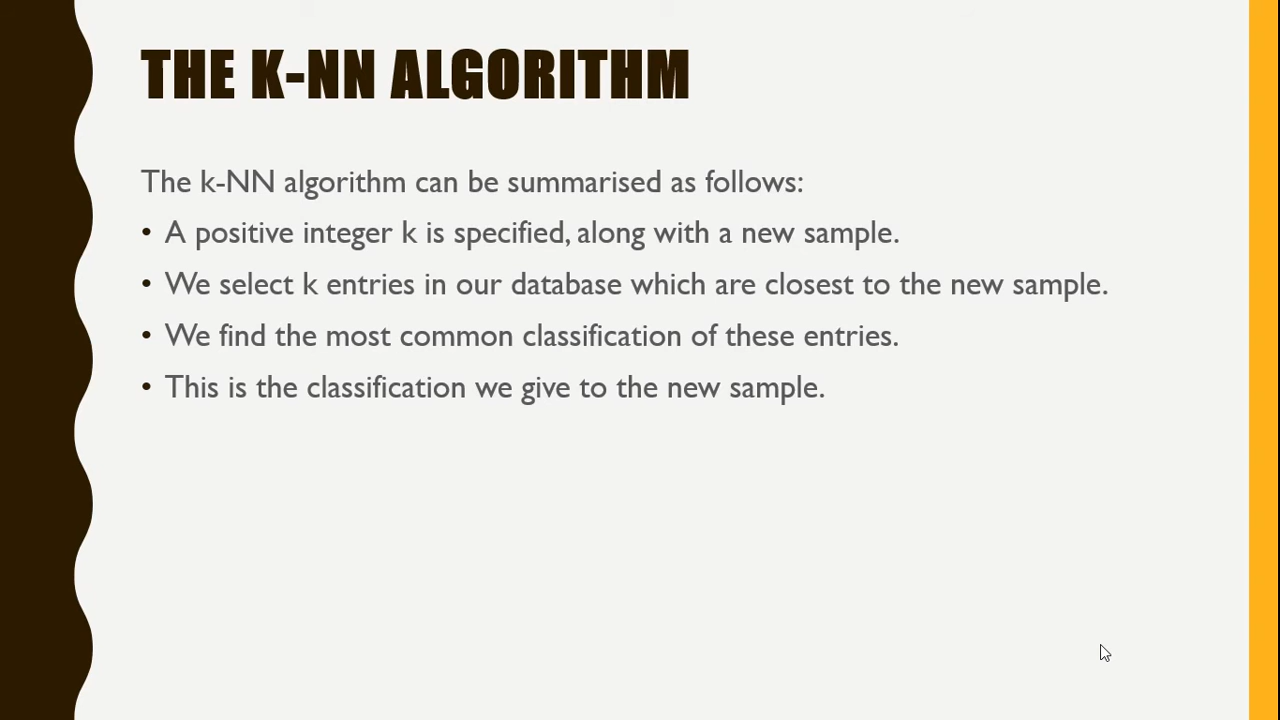 THE K-NN ALGORITHM
The k-NN algorithm can be summarised as follows:
• A positive integer k is specified, along with a new sample.
• We select k entries in our database which are closest to the new sample.
• We find the most common classification of these entries.
• This is the classification we give to the new sample.